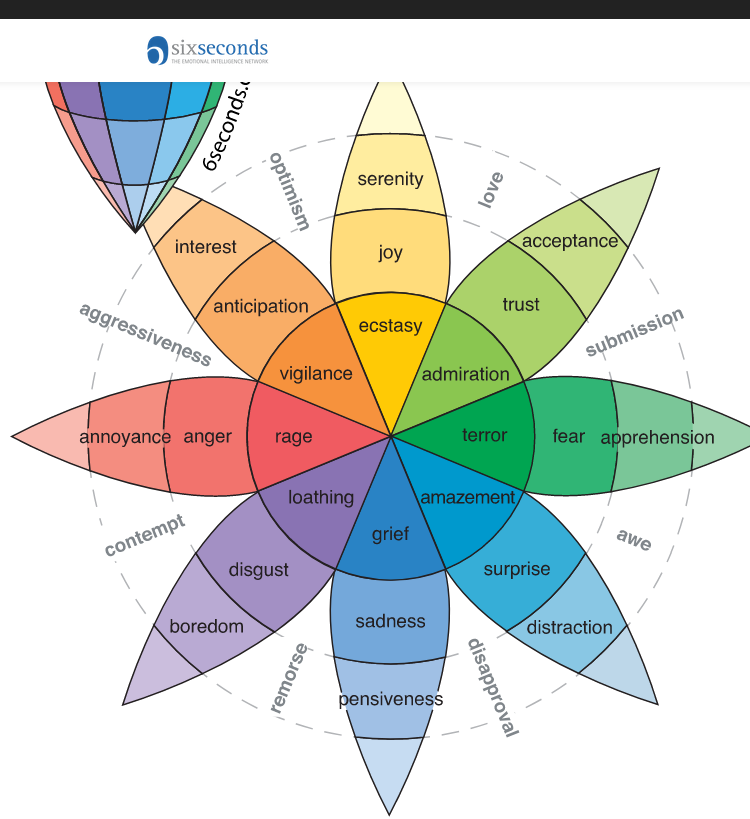 sixseconds
THE EMOTIONAL INTELLIGENCE NETWORK
6seconds.
optimism
serenity
love
interest
joy
acceptance
anticipation
trust
aggressiveness
ecstasy
submission
vigilance
admiration
annoyance anger rage terror fear apprehension
loathing amazement
contempt
grief
awe
disgust
surprise
boredom
sadness
distraction
remorse
pensiveness
disapproval